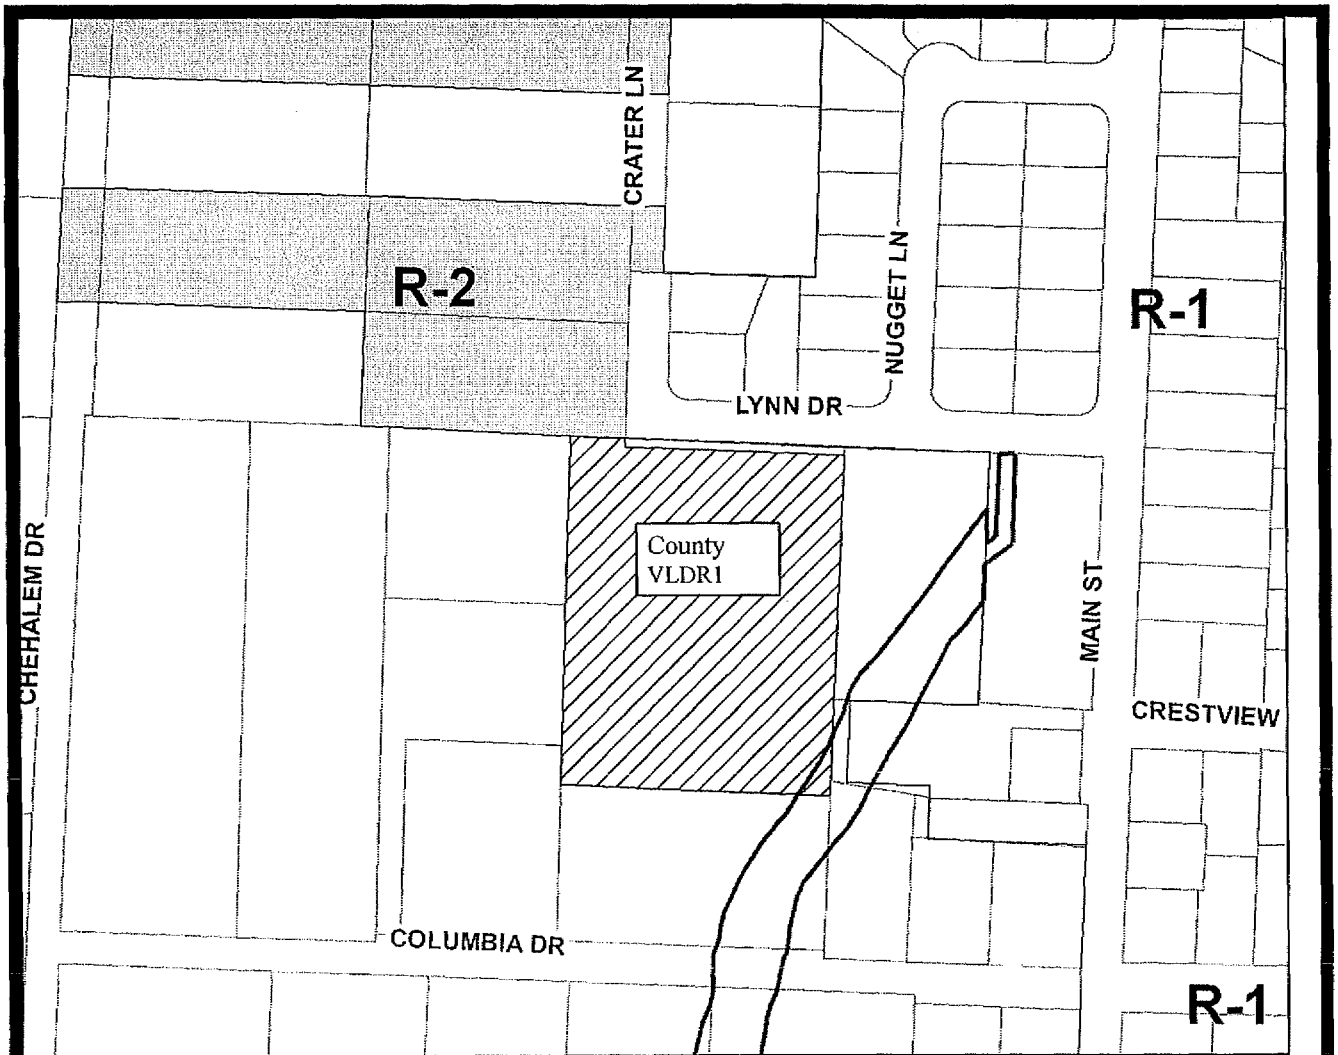 CRATER LN
R-2
NUGGET LN
R-1
LYNN DR
County
VLDR1
CHEHALEM DR
MAIN ST
CRESTVIEW
COLUMBIA DR
R-1